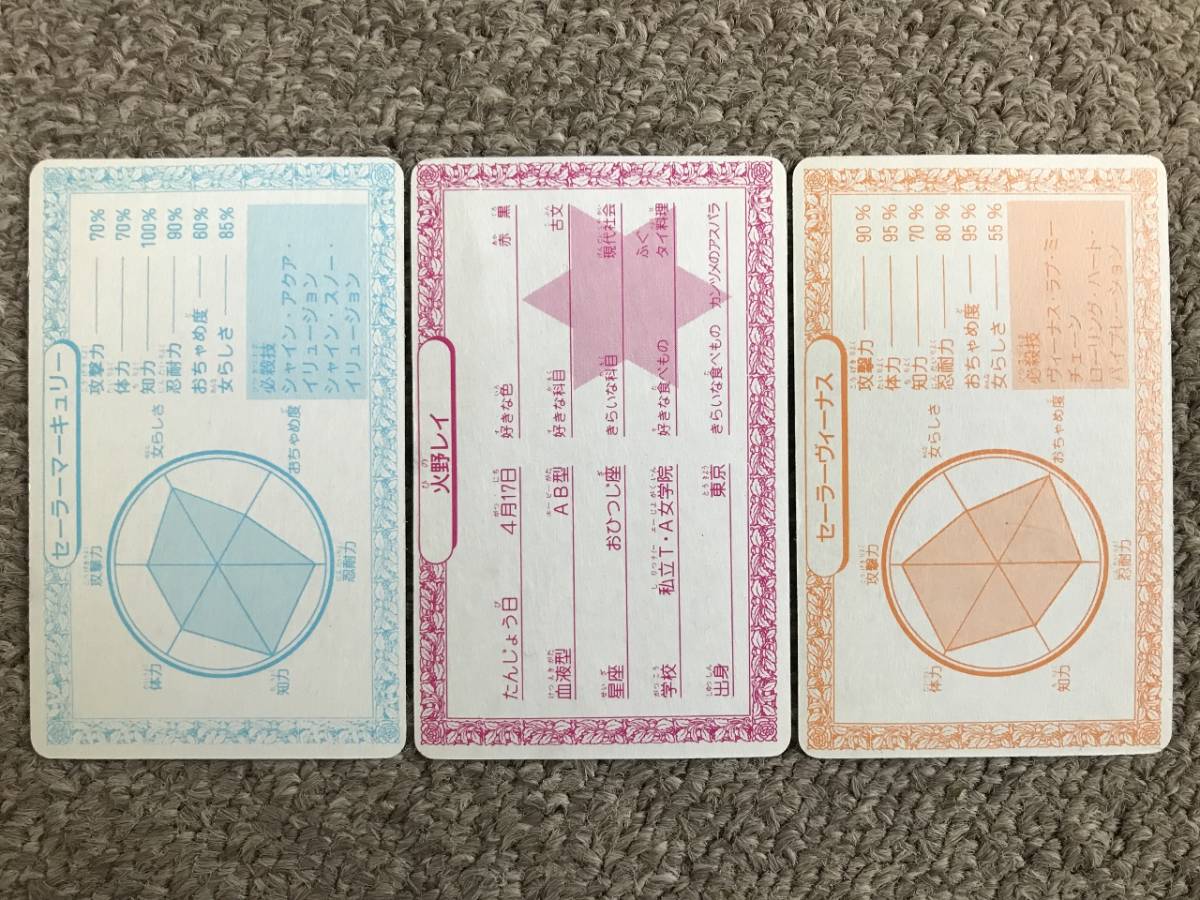 セーラーマーキュリー
攻撃力
体力
知力
忍耐力
おちゃめ度
女らしさ
攻撃力 70%
体力 70%
知力 100%
忍耐力 90%
おちゃめ度 60%
女らしさ 85%
必殺技
シャイン・アクア・
イリュージョン
シャイン・スノー・
イリュージョン
火野レイ
たんじょう日 4月17日
血液型 AB型
星座 おひつじ座
学校 私立T・A女学院
出身 東京
好きな色 赤 黒
好きな科目 古文
きらいな科目 現代社会
好きな食べもの ふぐ タイ料理
きらいな食べもの カンヅメのアスパラ
セーラーヴィーナス
攻撃力
体力
知力
忍耐力
おちゃめ度
女らしさ
攻撃力 90%
体力 95%
知力 70%
忍耐力 80%
おちゃめ度 95%
女らしさ 55%
必殺技
ヴィーナス・ラブ・ミー
チェーン
ローリング・ハート
バイブレーション